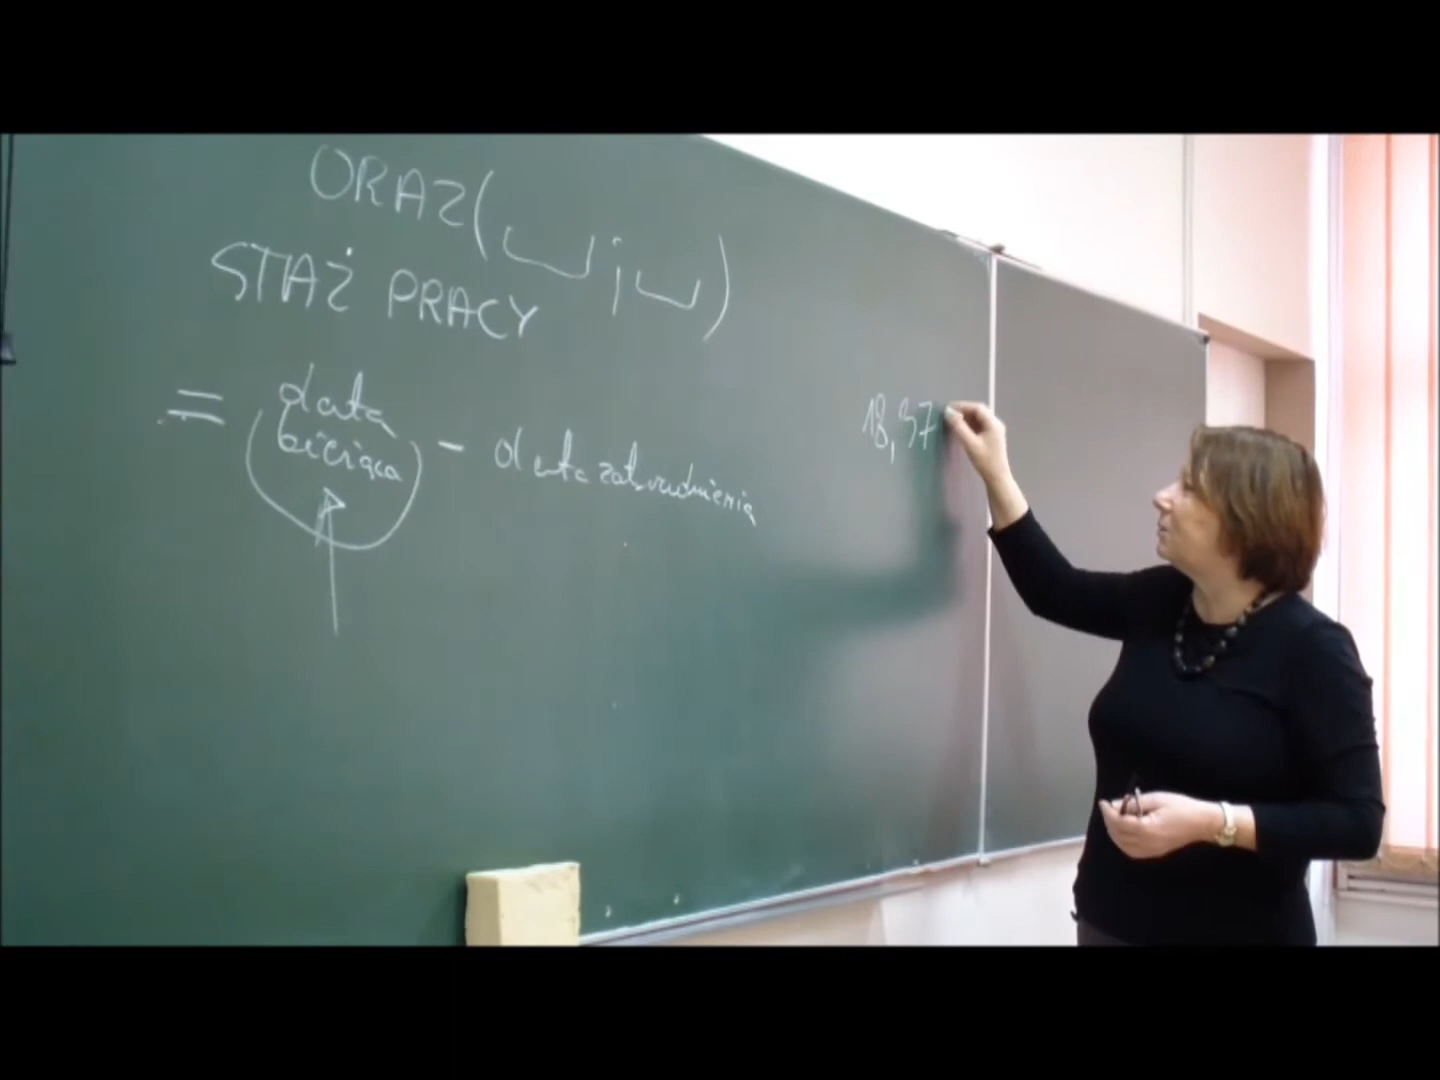 ORAZ( ; )
STAŻ PRACY
= data bieżąca - data zatrudnienia
18,37